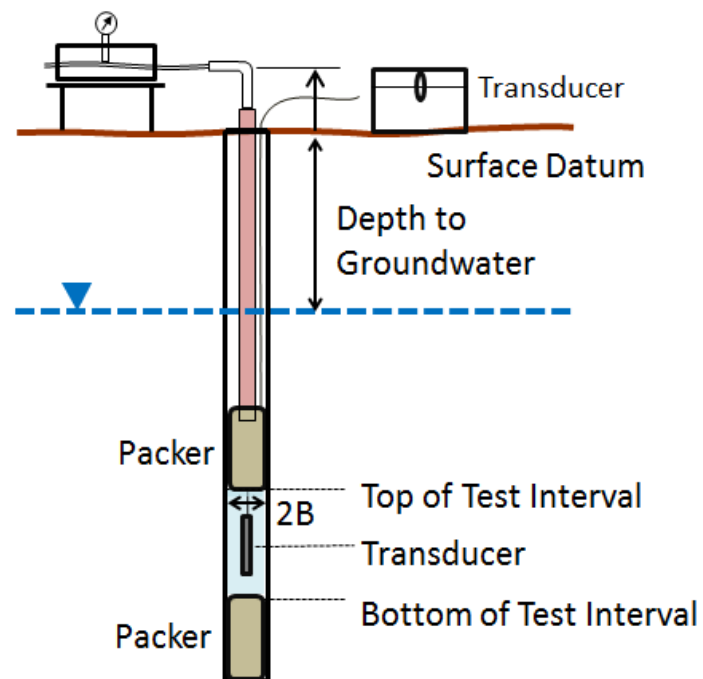 Transducer
Surface Datum
Depth to
Groundwater
Packer
Top of Test Interval
2B
Transducer
Bottom of Test Interval
Packer